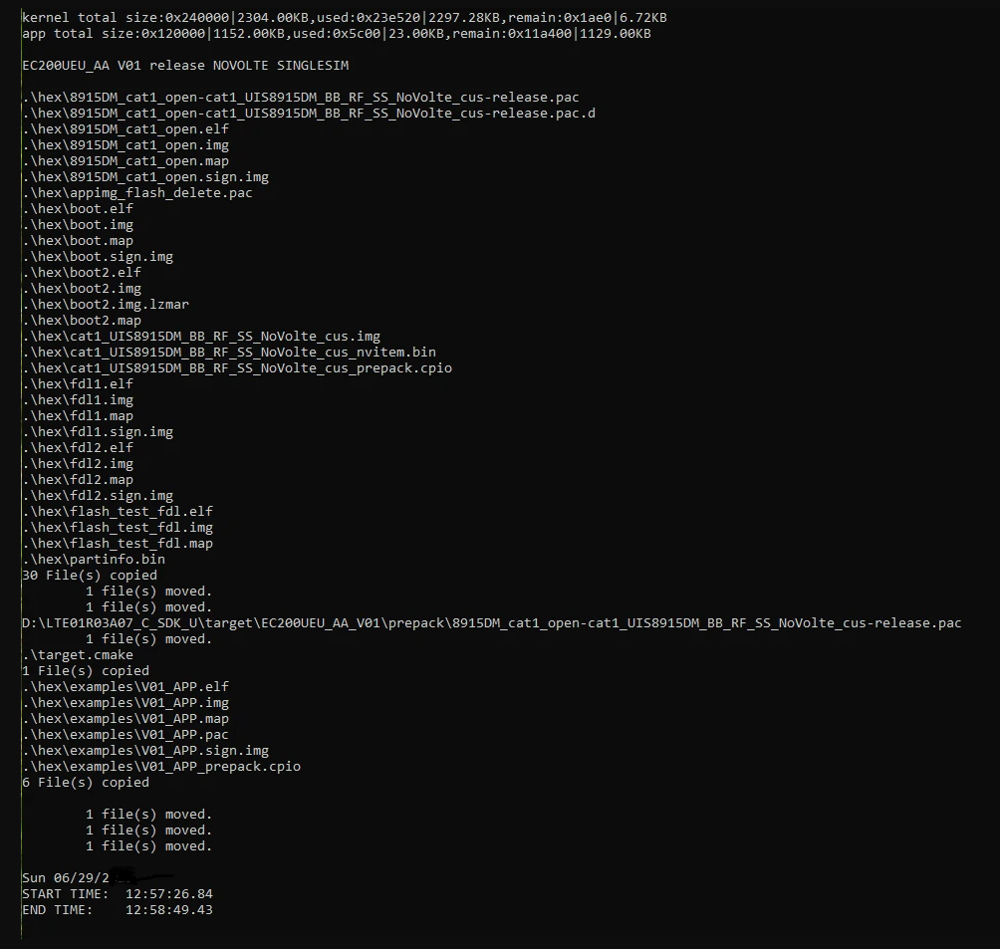 kernel total size:0x240000|2304.00KB,used:0x23e520|2297.28KB,remain:0x1ae0|6.72KB
app total size:0x120000|1152.00KB,used:0x5c00|23.00KB,remain:0x11a400|1129.00KB
EC200UEU_AA V01 release NOVOLTE SINGLESIM
.\hex\8915DM_cat1_open-cat1_UIS8915DM_BB_RF_SS_NoVolte_cus-release.pac
.\hex\8915DM_cat1_open-cat1_UIS8915DM_BB_RF_SS_NoVolte_cus-release.pac.d
.\hex\8915DM_cat1_open.elf
.\hex\8915DM_cat1_open.img
.\hex\8915DM_cat1_open.map
.\hex\8915DM_cat1_open.sign.img
.\hex\appimg_flash_delete.pac
.\hex\boot.elf
.\hex\boot.img
.\hex\boot.map
.\hex\boot.sign.img
.\hex\boot2.elf
.\hex\boot2.img
.\hex\boot2.img.lzmar
.\hex\boot2.map
.\hex\cat1_UIS8915DM_BB_RF_SS_NoVolte_cus.img
.\hex\cat1_UIS8915DM_BB_RF_SS_NoVolte_cus_nvitem.bin
.\hex\cat1_UIS8915DM_BB_RF_SS_NoVolte_cus_prepack.cpio
.\hex\fdl1.elf
.\hex\fdl1.img
.\hex\fdl1.map
.\hex\fdl1.sign.img
.\hex\fdl2.elf
.\hex\fdl2.img
.\hex\fdl2.map
.\hex\fdl2.sign.img
.\hex\flash_test_fdl.elf
.\hex\flash_test_fdl.img
.\hex\flash_test_fdl.map
.\hex\partinfo.bin
30 File(s) copied
1 file(s) moved.
1 file(s) moved.
D:\LTE01R03A07_C_SDK_U\target\EC200UEU_AA_V01\prepack\8915DM_cat1_open-cat1_UIS8915DM_BB_RF_SS_NoVolte_cus-release.pac
1 file(s) moved.
.\target.cmake
1 File(s) copied
.\hex\examples\V01_APP.elf
.\hex\examples\V01_APP.img
.\hex\examples\V01_APP.map
.\hex\examples\V01_APP.pac
.\hex\examples\V01_APP.sign.img
.\hex\examples\V01_APP_prepack.cpio
6 File(s) copied
1 file(s) moved.
1 file(s) moved.
1 file(s) moved.
Sun 06/29/2
START TIME: 12:57:26.84
END TIME: 12:58:49.43